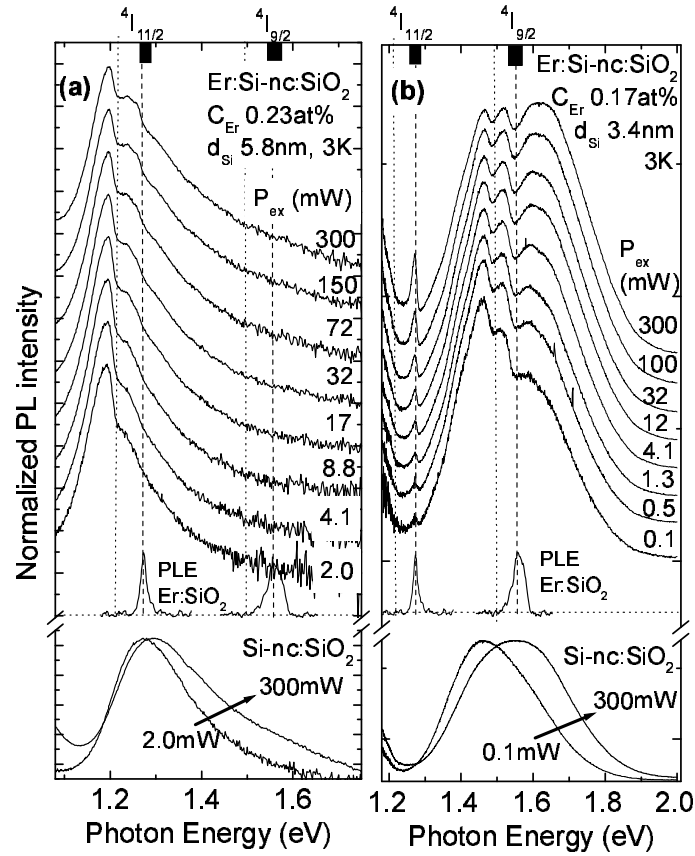 4I11/2
4I9/2
(a)
Er:Si-nc:SiO2
CEr 0.23at%
dSi 5.8nm, 3K
Pex (mW)
300
150
72
32
17
8.8
4.1
2.0
PLE
Er:SiO2
Si-nc:SiO2
300mW
2.0mW
1.2
1.4
1.6
Photon Energy (eV)
Normalized PL intensity
4I11/2
4I9/2
(b)
Er:Si-nc:SiO2
CEr 0.17at%
dSi 3.4nm
3K
Pex
(mW)
300
100
32
12
4.1
1.3
0.5
0.1
PLE
Er:SiO2
Si-nc:SiO2
300mW
0.1mW
1.2
1.4
1.6
1.8
2.0
Photon Energy (eV)